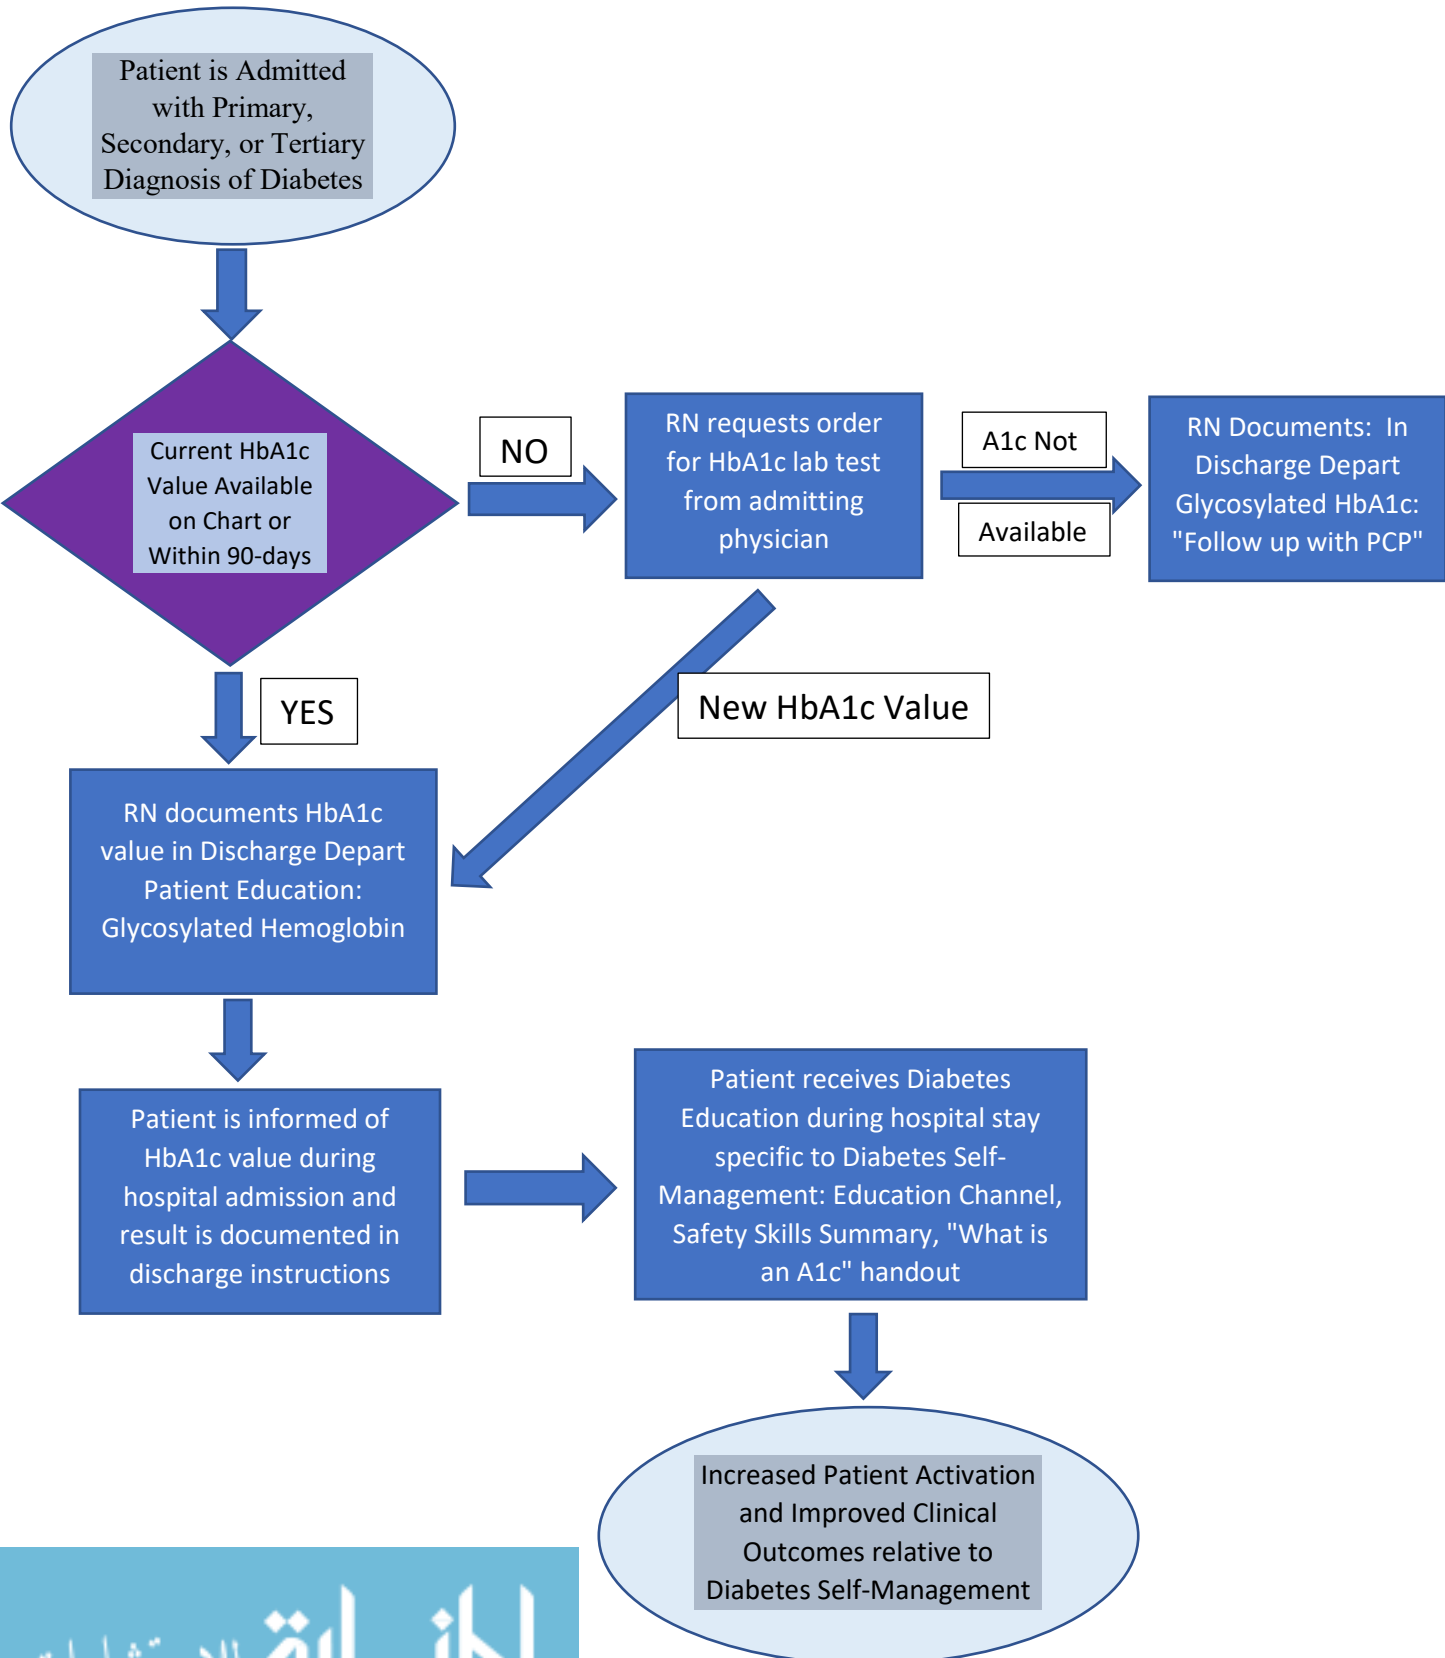 Patient is Admitted
with Primary,
Secondary, or Tertiary
Diagnosis of Diabetes
Current HbA1c
Value Available
on Chart or
Within 90-days
NO
RN requests order
for HbA1c lab test
from admitting
physician
A1c Not
Available
RN Documents: In
Discharge Depart
Glycosylated HbA1c:
"Follow up with PCP"
YES
New HbA1c Value
RN documents HbA1c
value in Discharge Depart
Patient Education:
Glycosylated Hemoglobin
Patient is informed of
HbA1c value during
hospital admission and
result is documented in
discharge instructions
Patient receives Diabetes
Education during hospital stay
specific to Diabetes Self-
Management: Education Channel,
Safety Skills Summary, "What is
an A1c" handout
Increased Patient Activation
and Improved Clinical
Outcomes relative to
Diabetes Self-Management